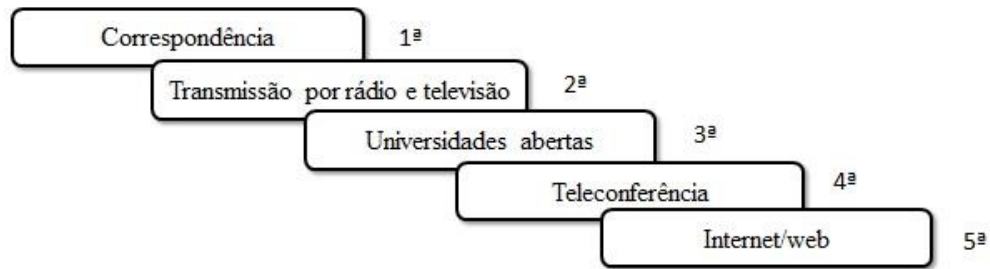 Correspondência 1ª
Transmissão por rádio e televisão 2ª
Universidades abertas 3ª
Teleconferência 4ª
Internet/web 5ª